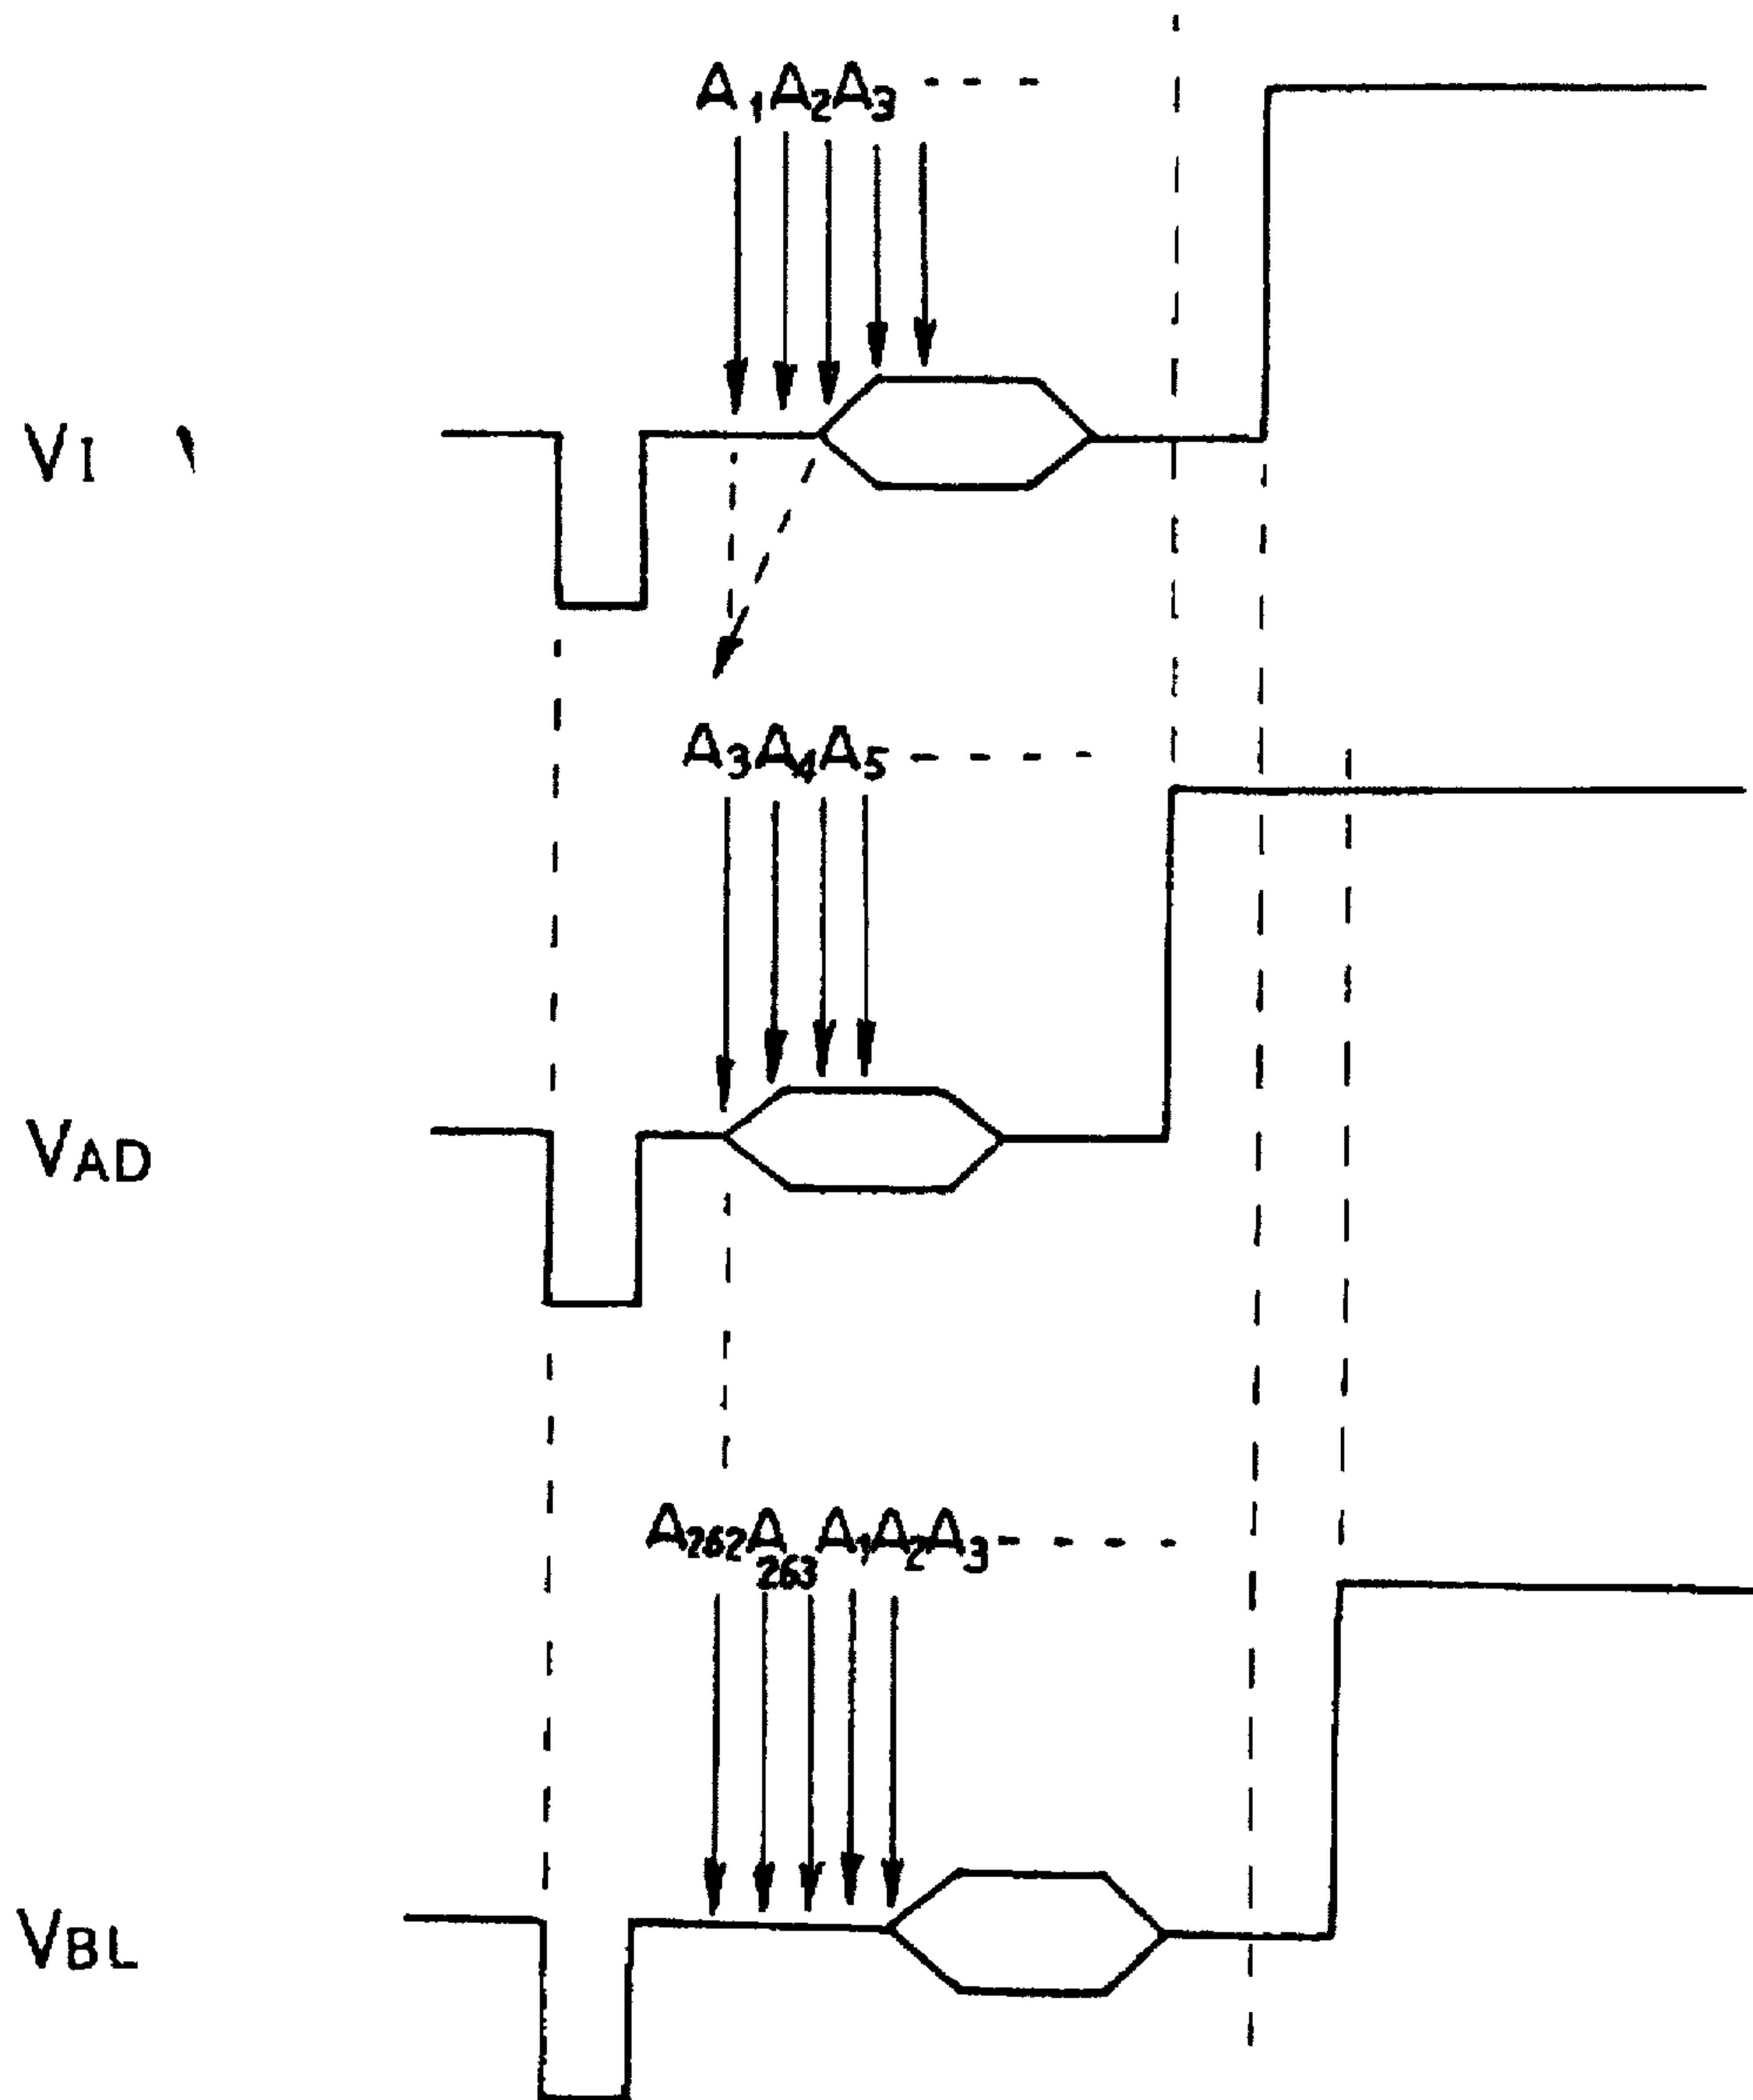 A1A2A3 - - -
VI
A3A4A5 - - - -
VAD
A262A263A1A2A3 - - - -
VBL